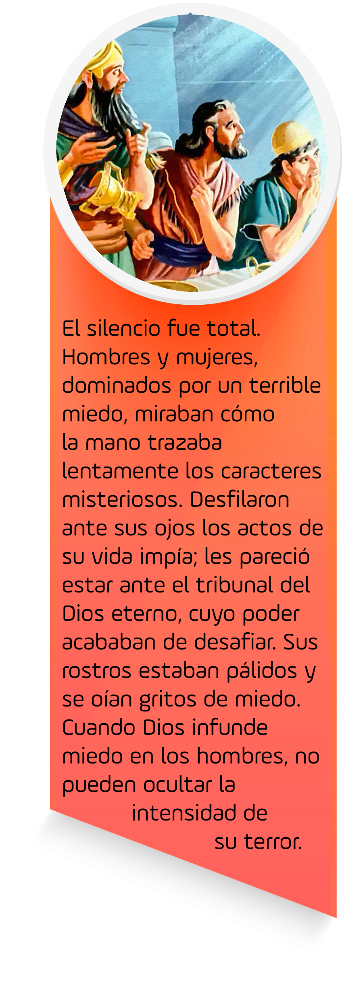 El silencio fue total.
Hombres y mujeres,
dominados por un terrible
miedo, miraban cómo
la mano trazaba
lentamente los caracteres
misteriosos. Desfilaron
ante sus ojos los actos de
su vida impía; les pareció
estar ante el tribunal del
Dios eterno, cuyo poder
acababan de desafiar. Sus
rostros estaban pálidos y
se oían gritos de miedo.
Cuando Dios infunde
miedo en los hombres, no
pueden ocultar la
intensidad de
su terror.